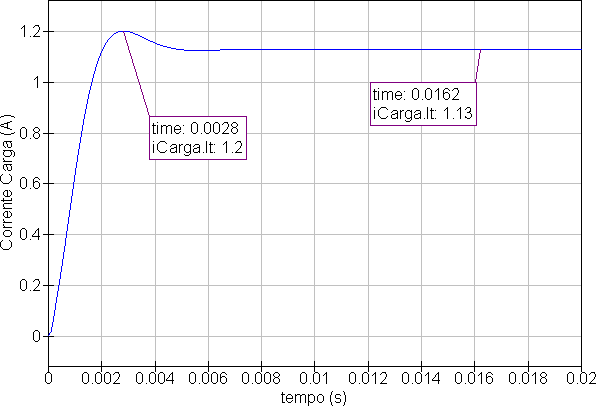 1.2
1
0.8
0.6
0.4
0.2
0
Corrente Carga (A)
time: 0.0028
iCarga.It: 1.2
time: 0.0162
iCarga.It: 1.13
0 0.002 0.004 0.006 0.008 0.01 0.012 0.014 0.016 0.018 0.02
tempo (s)